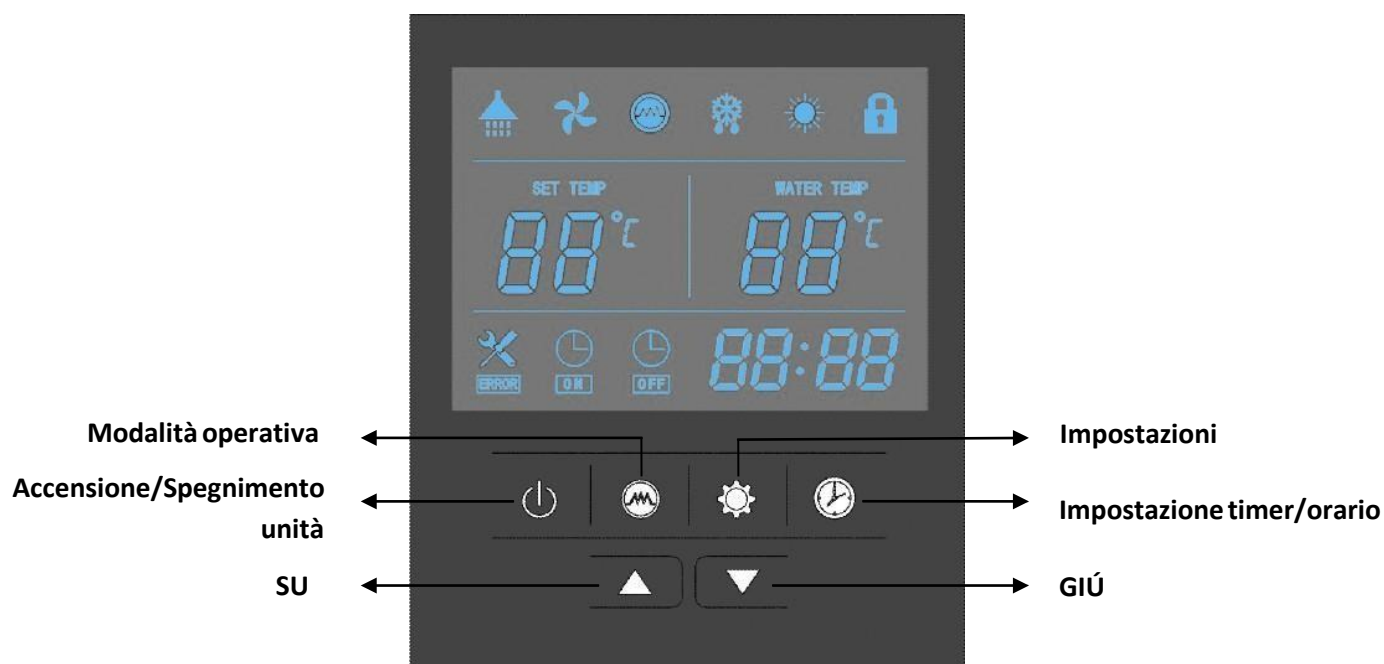 SET TEMP
WATER TEMP
88°C
88°C
ERROR
ON
OFF
88:88
Modalità operativa
Impostazioni
Accensione/Spegnimento
unità
Impostazione timer/orario
SU
GIÚ